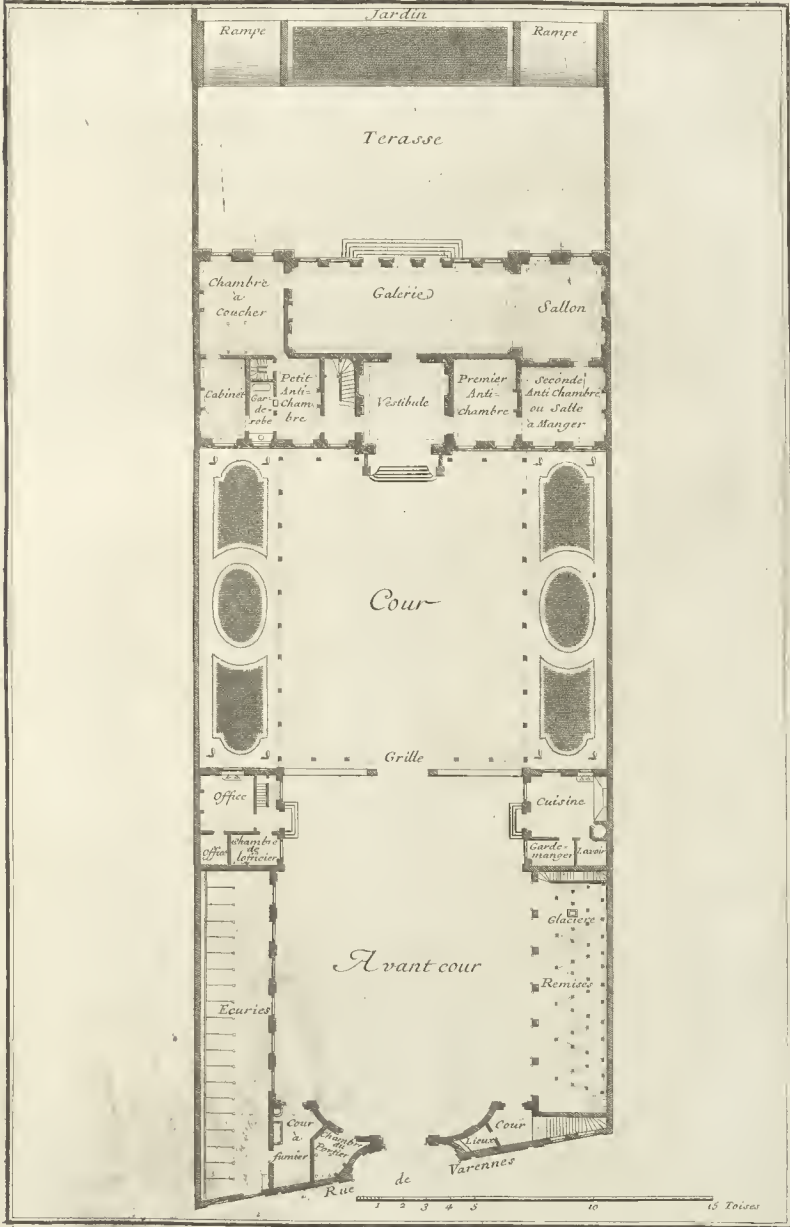 Jardin
Rampe
Rampe
Terasse
Chambre
à
Coucher
Galerie
Sallon
Cabinet
Gar-
de-
robe
Petit
Anti-
Cham-
bre
Vestibule
Premier
Anti-
chambre
Seconde
Anti Chambre
ou Salle
a Manger
Cour
Grille
Office
Cuisine
Office
Chambre
de
lofficier
Garde-
manger
Lavoir
Glaciere
Avant cour
Remises
Ecuries
Cour
à
fumier
Chambre
du
Portier
Lieux
Cour
Rue de Varennes
1 2 3 4 5 10 15 Toises